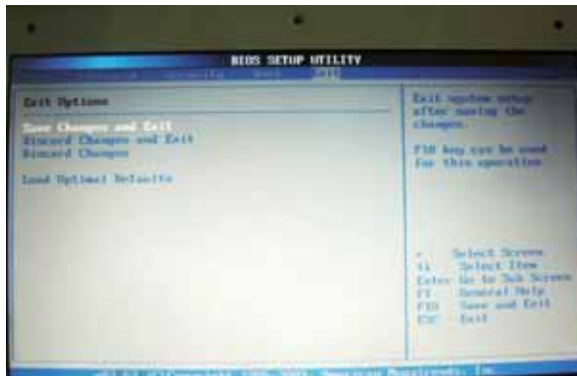 BIOS SETUP UTILITY
Security Boot Exit
Exit Options
Save Changes and Exit
Discard Changes and Exit
Discard Changes
Load Optimal Defaults
Exit system setup
after saving the
changes.
F10 key can be used
for this operation
Select Screen
Select Item
Enter Go to Sub Screen
F1 General Help
F10 Save and Exit
ESC Exit
American Megatrends, Inc.